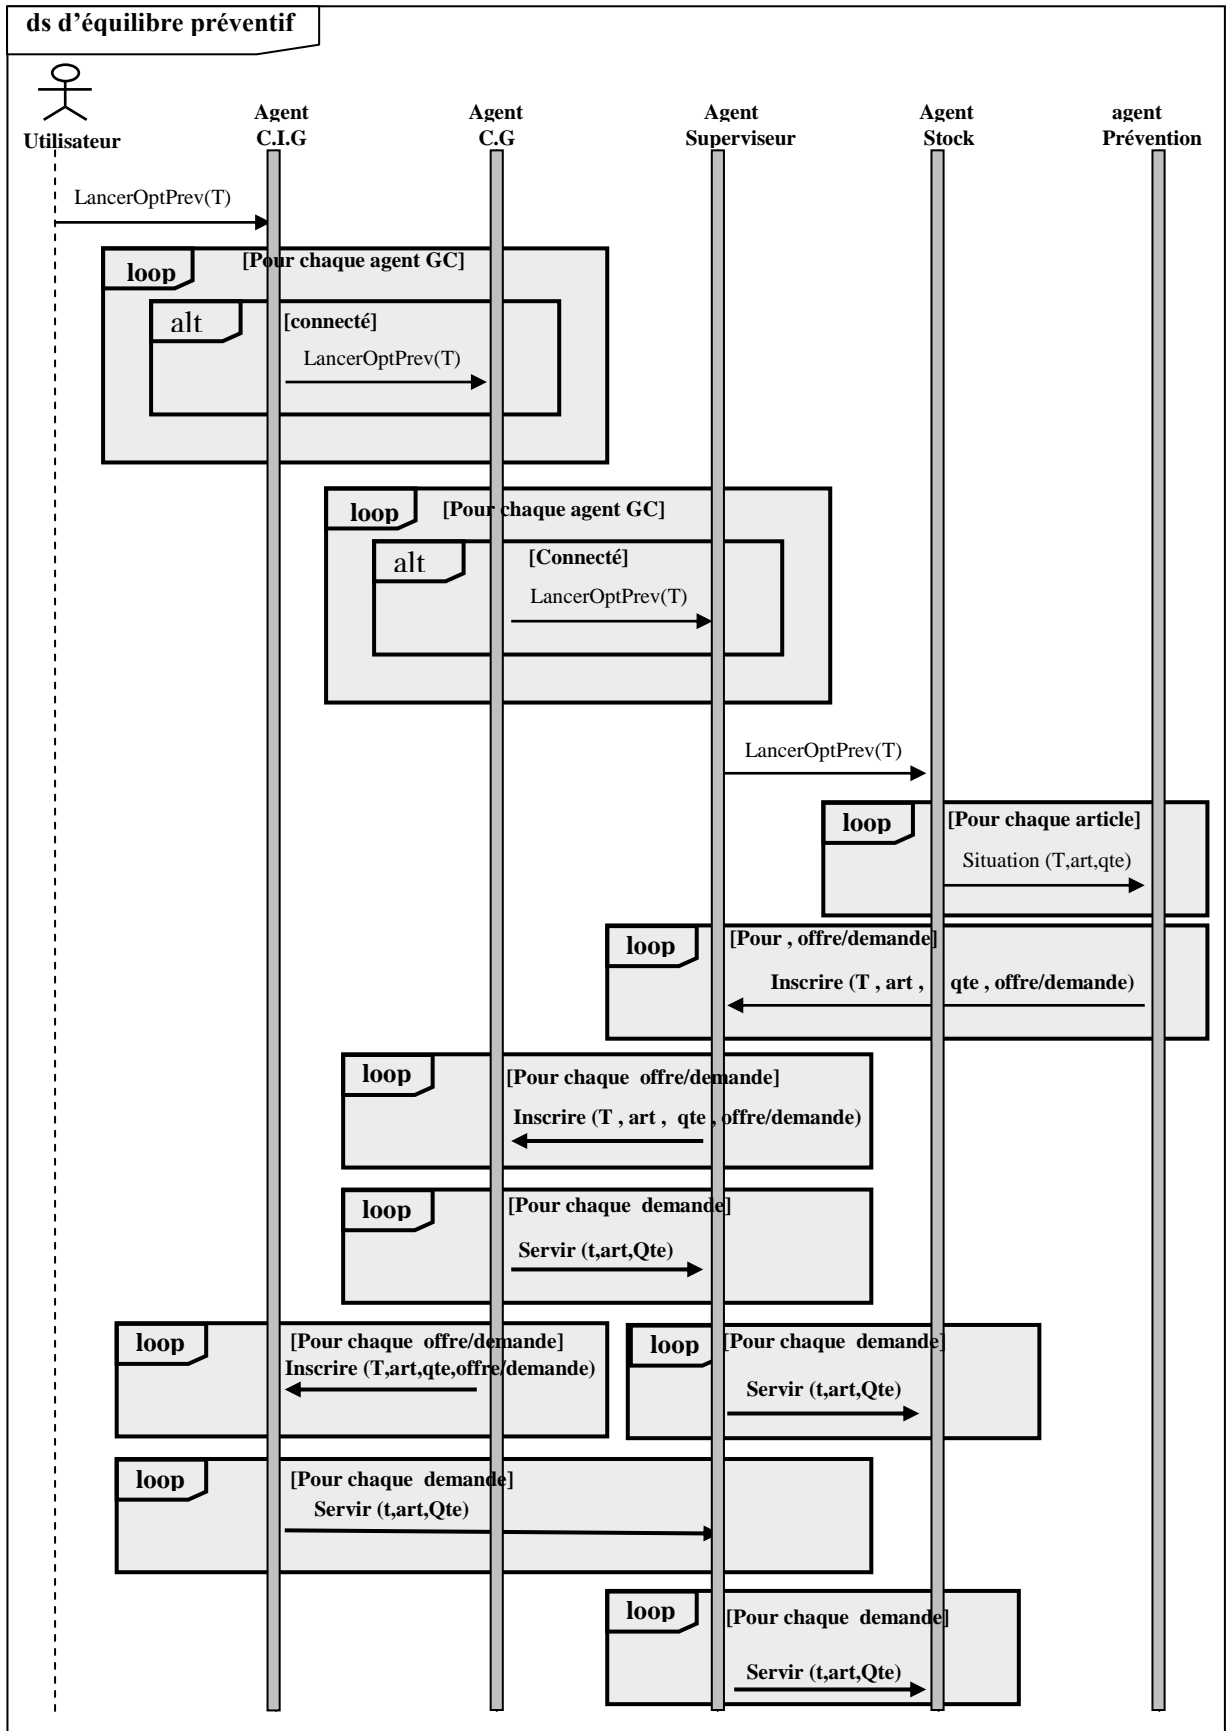 ds d’équilibre préventif
Utilisateur
Agent
C.I.G
Agent
C.G
Agent
Superviseur
Agent
Stock
agent
Prévention
LancerOptPrev(T)
loop
[Pour chaque agent GC]
alt
[connecté]
LancerOptPrev(T)
loop
[Pour chaque agent GC]
alt
[Connecté]
LancerOptPrev(T)
LancerOptPrev(T)
loop
[Pour chaque article]
Situation (T,art,qte)
loop
[Pour , offre/demande]
Inscrire (T , art , qte , offre/demande)
loop
[Pour chaque offre/demande]
Inscrire (T , art , qte , offre/demande)
loop
[Pour chaque demande]
Servir (t,art,Qte)
loop
[Pour chaque offre/demande]
Inscrire (T,art,qte,offre/demande)
loop
[Pour chaque demande]
Servir (t,art,Qte)
loop
[Pour chaque demande]
Servir (t,art,Qte)
loop
[Pour chaque demande]
Servir (t,art,Qte)